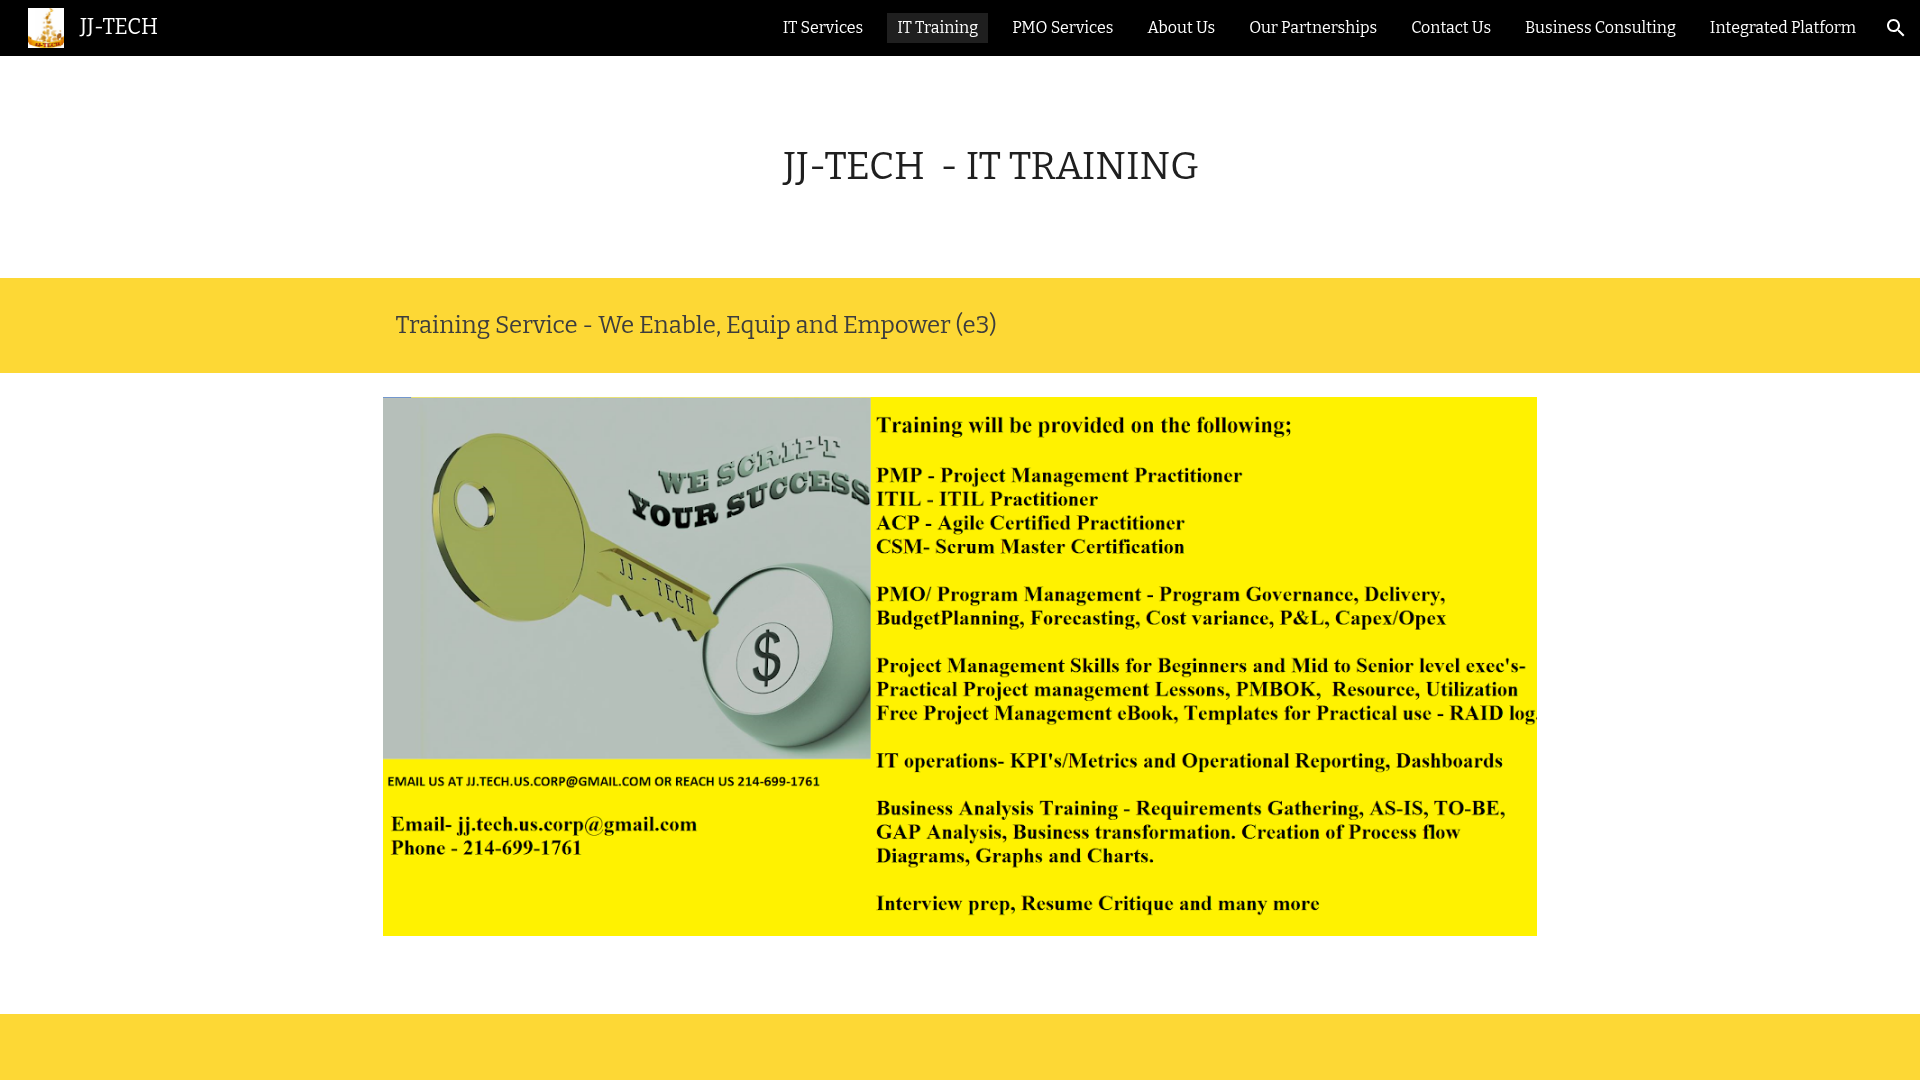 JJ-TECH
IT Services
IT Training
PMO Services
About Us
Our Partnerships
Contact Us
Business Consulting
Integrated Platform
JJ-TECH - IT TRAINING
Training Service - We Enable, Equip and Empower (e3)
WE SCRIPT
YOUR SUCCESS
JJ - TECH
$
EMAIL US AT JJ.TECH.US.CORP@GMAIL.COM OR REACH US 214-699-1761
Email- jj.tech.us.corp@gmail.com
Phone - 214-699-1761
Training will be provided on the following;
PMP - Project Management Practitioner
ITIL - ITIL Practitioner
ACP - Agile Certified Practitioner
CSM- Scrum Master Certification
PMO/ Program Management - Program Governance, Delivery,
BudgetPlanning, Forecasting, Cost variance, P&L, Capex/Opex
Project Management Skills for Beginners and Mid to Senior level exec's-
Practical Project management Lessons, PMBOK, Resource, Utilization
Free Project Management eBook, Templates for Practical use - RAID log.
IT operations- KPI's/Metrics and Operational Reporting, Dashboards
Business Analysis Training - Requirements Gathering, AS-IS, TO-BE,
GAP Analysis, Business transformation. Creation of Process flow
Diagrams, Graphs and Charts.
Interview prep, Resume Critique and many more